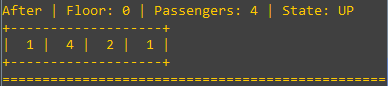 After | Floor: 0 | Passengers: 4 | State: UP
+-------------------+
|  1 |  4 |  2 |  1 |
+-------------------+
================================================